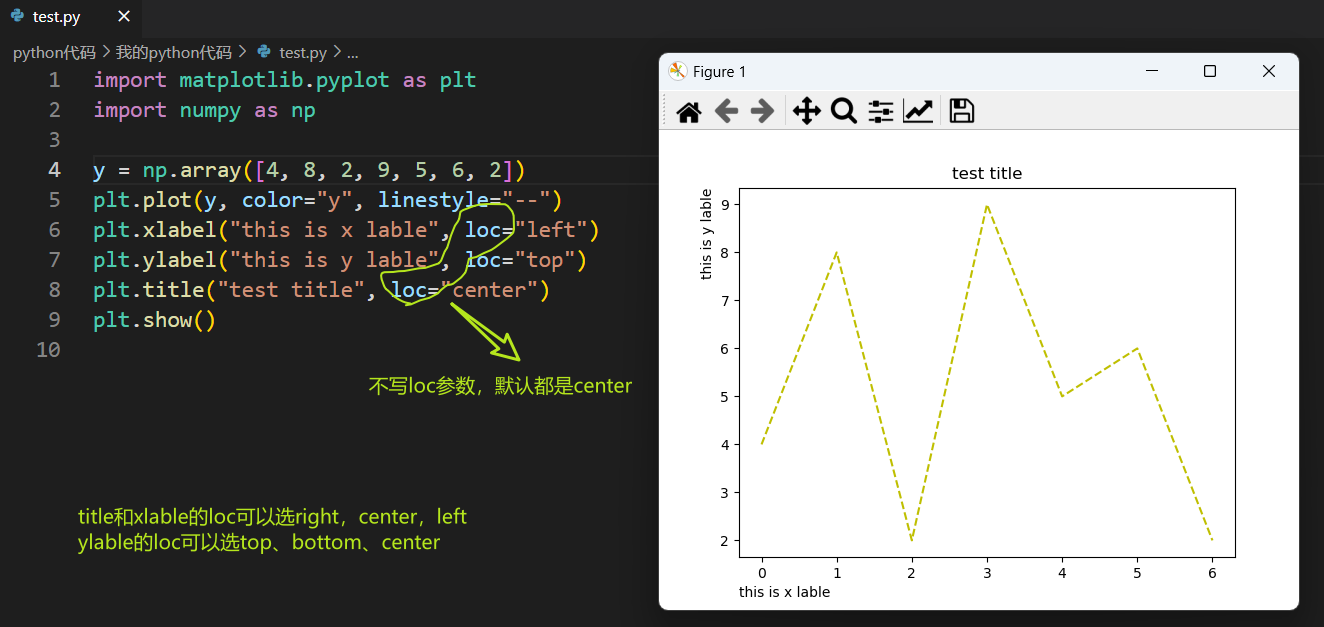 test.py
python代码 > 我的python代码 > test.py > ...
1 import matplotlib.pyplot as plt
2 import numpy as np
3
4 y = np.array([4, 8, 2, 9, 5, 6, 2])
5 plt.plot(y, color="y", linestyle="--")
6 plt.xlabel("this is x lable", loc="left")
7 plt.ylabel("this is y lable", loc="top")
8 plt.title("test title", loc="center")
9 plt.show()
10
不写loc参数，默认都是center
title和xlable的loc可以选right，center，left
ylable的loc可以选top、bottom、center
Figure 1
test title
this is y lable
9
8
7
6
5
4
3
2
0 1 2 3 4 5 6
this is x lable